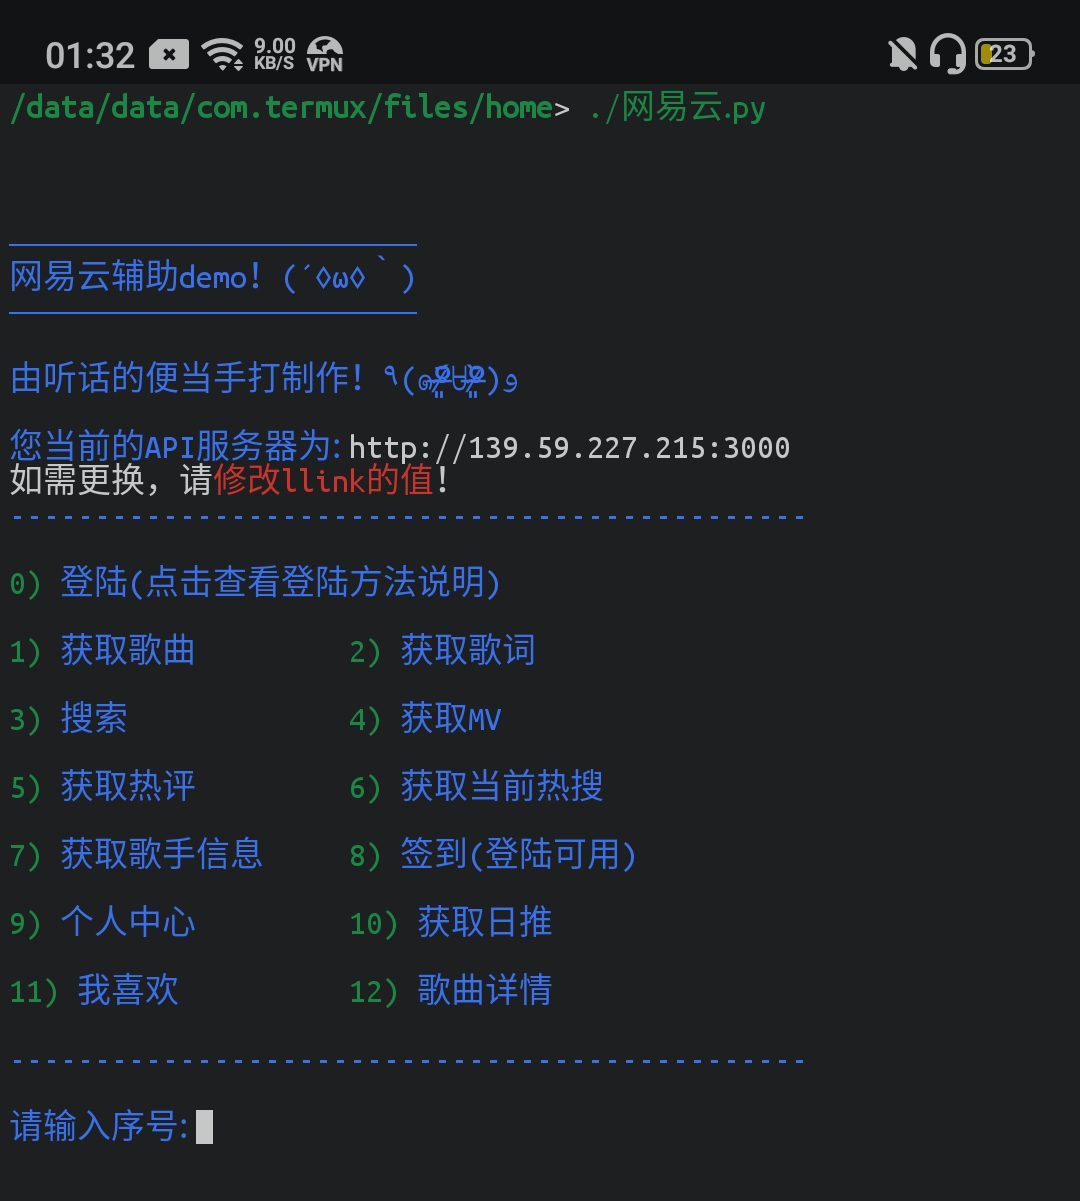 01:32 9.00 KB/S VPN 23
/data/data/com.termux/files/home> ./网易云.py
网易云辅助demo! (´◊ω◊｀)
由听话的便当手打制作!
您当前的API服务器为:http://139.59.227.215:3000
如需更换，请修改llink的值!
-----------------------------------------------
0) 登陆(点击查看登陆方法说明)
1) 获取歌曲 2) 获取歌词
3) 搜索 4) 获取MV
5) 获取热评 6) 获取当前热搜
7) 获取歌手信息 8) 签到(登陆可用)
9) 个人中心 10) 获取日推
11) 我喜欢 12) 歌曲详情
-----------------------------------------------
请输入序号: